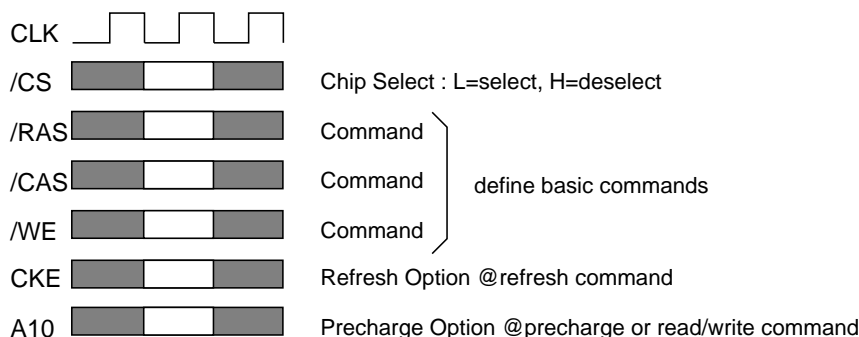 CLK
/CS Chip Select : L=select, H=deselect
/RAS Command
/CAS Command define basic commands
/WE Command
CKE Refresh Option @refresh command
A10 Precharge Option @precharge or read/write command